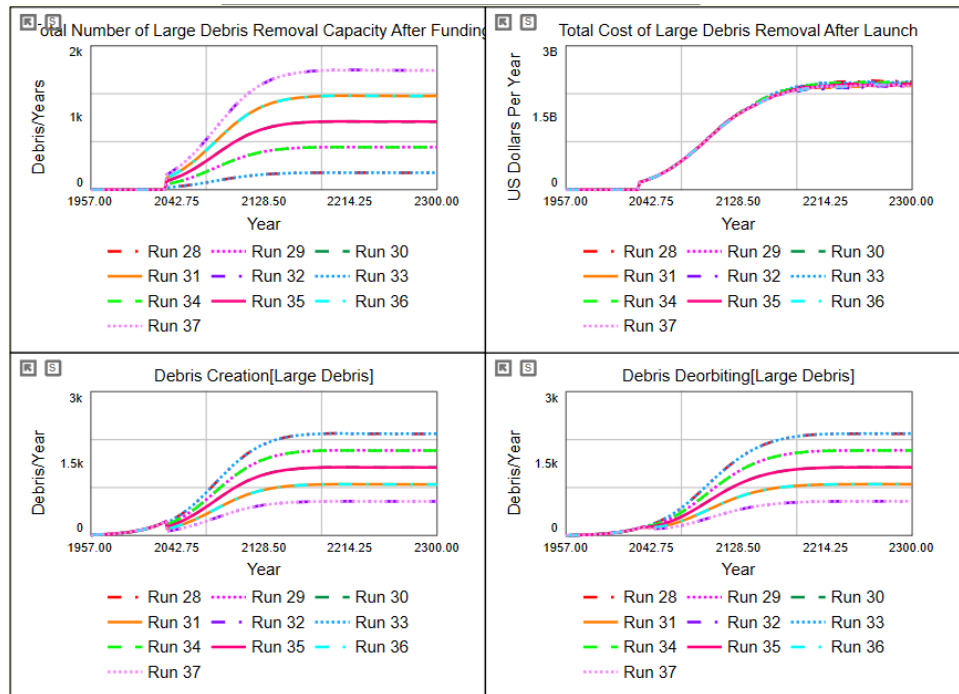 S otal Number of Large Debris Removal Capacity After Funding
Debris/Years
2k
1k
0
1957.00 2042.75 2128.50 2214.25 2300.00
Year
Run 28 Run 29 Run 30
Run 31 Run 32 Run 33
Run 34 Run 35 Run 36
Run 37
S Total Cost of Large Debris Removal After Launch
US Dollars Per Year
3B
1.5B
0
1957.00 2042.75 2128.50 2214.25 2300.00
Year
Run 28 Run 29 Run 30
Run 31 Run 32 Run 33
Run 34 Run 35 Run 36
Run 37
S Debris Creation[Large Debris]
Debris/Year
3k
1.5k
0
1957.00 2042.75 2128.50 2214.25 2300.00
Year
Run 28 Run 29 Run 30
Run 31 Run 32 Run 33
Run 34 Run 35 Run 36
Run 37
S Debris Deorbiting[Large Debris]
Debris/Year
3k
1.5k
0
1957.00 2042.75 2128.50 2214.25 2300.00
Year
Run 28 Run 29 Run 30
Run 31 Run 32 Run 33
Run 34 Run 35 Run 36
Run 37